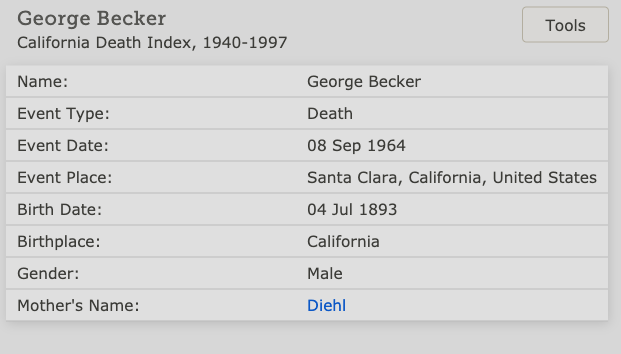 George Becker
Tools
California Death Index, 1940-1997
Name: George Becker
Event Type: Death
Event Date: 08 Sep 1964
Event Place: Santa Clara, California, United States
Birth Date: 04 Jul 1893
Birthplace: California
Gender: Male
Mother's Name: Diehl